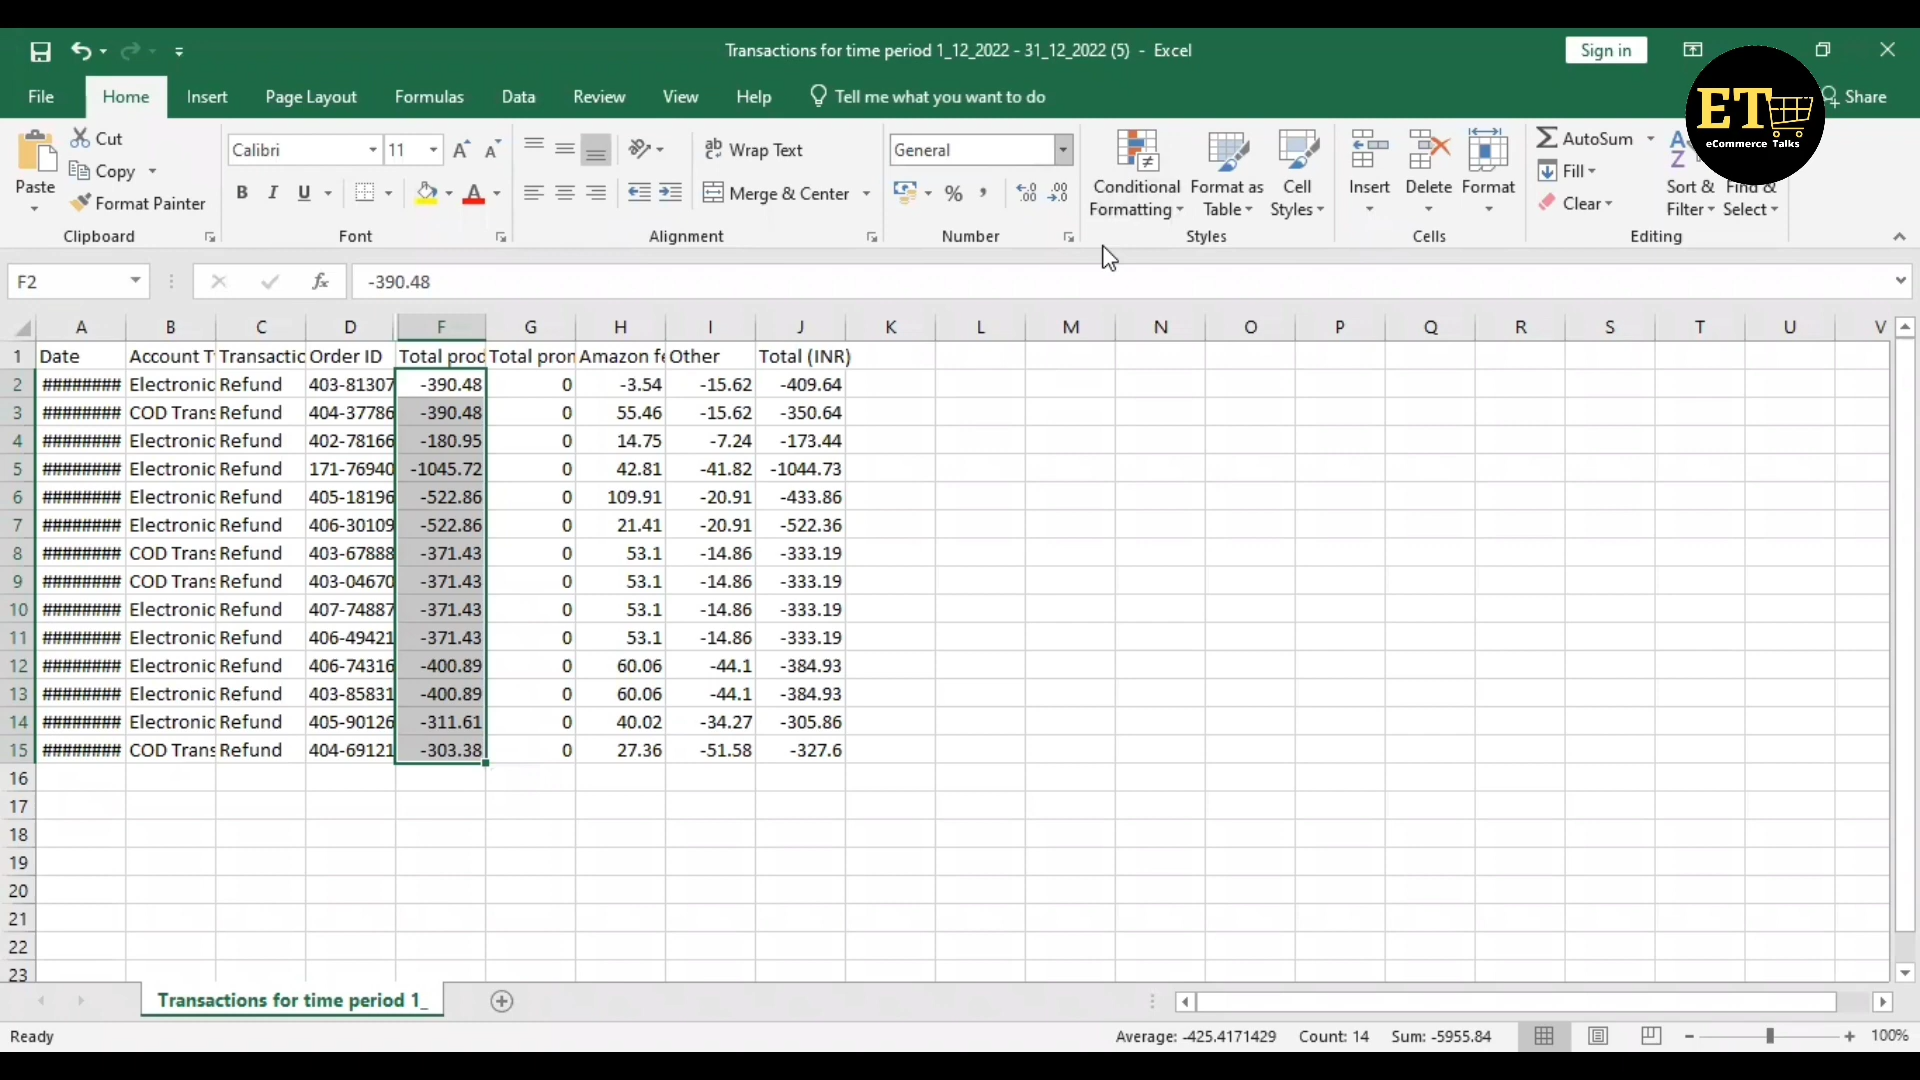 Transactions for time period 1_12_2022 - 31_12_2022 (5) - Excel
Sign in
File Home Insert Page Layout Formulas Data Review View Help Tell me what you want to do Share
ET
eCommerce Talks
Paste
Cut
Copy
Format Painter
Clipboard
Calibri 11
B I U
Font
Wrap Text
Merge & Center
Alignment
General
%
Number
Conditional Formatting
Format as Table
Cell Styles
Styles
Insert
Delete
Format
Cells
AutoSum
Fill
Clear
Sort & Filter
Find & Select
Editing
F2 fx -390.48
A B C D F G H I J K L M N O P Q R S T U V
1 Date Account T Transactic Order ID Total prod Total pron Amazon fe Other Total (INR)
2 ######## Electronic Refund 403-81307 -390.48 0 -3.54 -15.62 -409.64
3 ######## COD Trans Refund 404-37786 -390.48 0 55.46 -15.62 -350.64
4 ######## Electronic Refund 402-78166 -180.95 0 14.75 -7.24 -173.44
5 ######## Electronic Refund 171-76940 -1045.72 0 42.81 -41.82 -1044.73
6 ######## Electronic Refund 405-18196 -522.86 0 109.91 -20.91 -433.86
7 ######## Electronic Refund 406-30109 -522.86 0 21.41 -20.91 -522.36
8 ######## COD Trans Refund 403-67888 -371.43 0 53.1 -14.86 -333.19
9 ######## COD Trans Refund 403-04670 -371.43 0 53.1 -14.86 -333.19
10 ######## Electronic Refund 407-74887 -371.43 0 53.1 -14.86 -333.19
11 ######## Electronic Refund 406-49421 -371.43 0 53.1 -14.86 -333.19
12 ######## Electronic Refund 406-74316 -400.89 0 60.06 -44.1 -384.93
13 ######## Electronic Refund 403-85831 -400.89 0 60.06 -44.1 -384.93
14 ######## Electronic Refund 405-90126 -311.61 0 40.02 -34.27 -305.86
15 ######## COD Trans Refund 404-69121 -303.38 0 27.36 -51.58 -327.6
16
17
18
19
20
21
22
23
Transactions for time period 1_
Ready Average: -425.4171429 Count: 14 Sum: -5955.84 100%